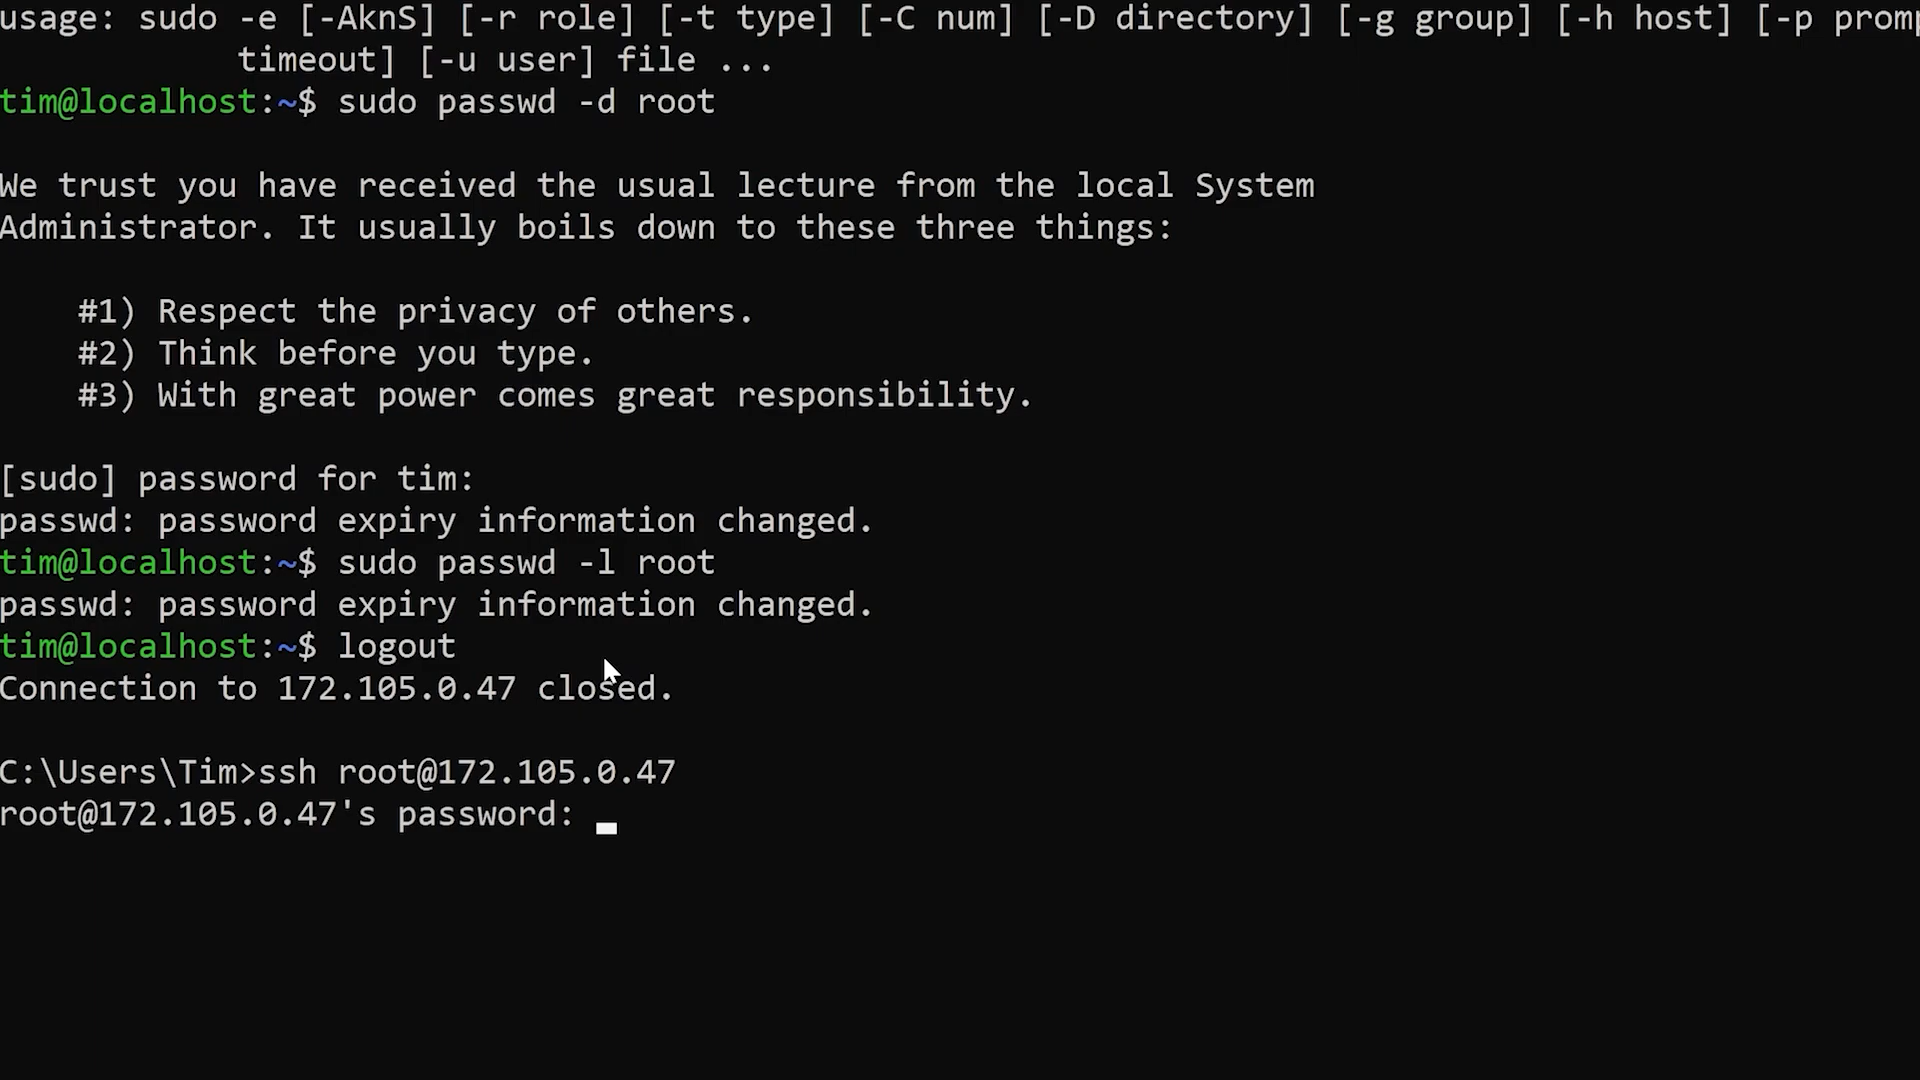 usage: sudo -e [-AknS] [-r role] [-t type] [-C num] [-D directory] [-g group] [-h host] [-p promp
timeout] [-u user] file ...
tim@localhost:~$ sudo passwd -d root
We trust you have received the usual lecture from the local System
Administrator. It usually boils down to these three things:
#1) Respect the privacy of others.
#2) Think before you type.
#3) With great power comes great responsibility.
[sudo] password for tim:
passwd: password expiry information changed.
tim@localhost:~$ sudo passwd -l root
passwd: password expiry information changed.
tim@localhost:~$ logout
Connection to 172.105.0.47 closed.
C:\Users\Tim>ssh root@172.105.0.47
root@172.105.0.47's password: